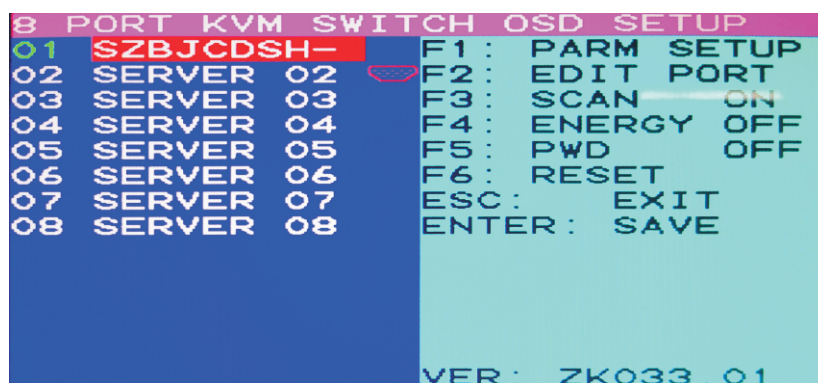 8 PORT KVM SWITCH OSD SETUP
01 SZBJCDSH—
02 SERVER 02
03 SERVER 03
04 SERVER 04
05 SERVER 05
06 SERVER 06
07 SERVER 07
08 SERVER 08
F1: PARM SETUP
F2: EDIT PORT
F3: SCAN ON
F4: ENERGY OFF
F5: PWD OFF
F6: RESET
ESC: EXIT
ENTER: SAVE
VER: ZK033.01